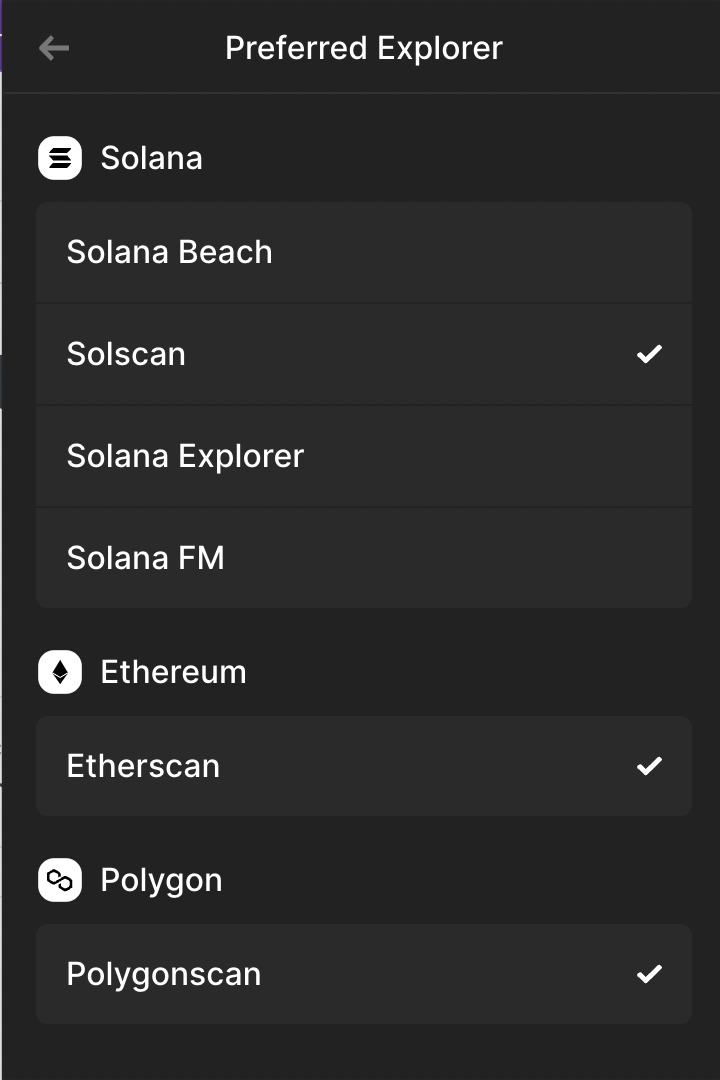 Preferred Explorer
Solana
Solana Beach
Solscan
Solana Explorer
Solana FM
Ethereum
Etherscan
Polygon
Polygonscan